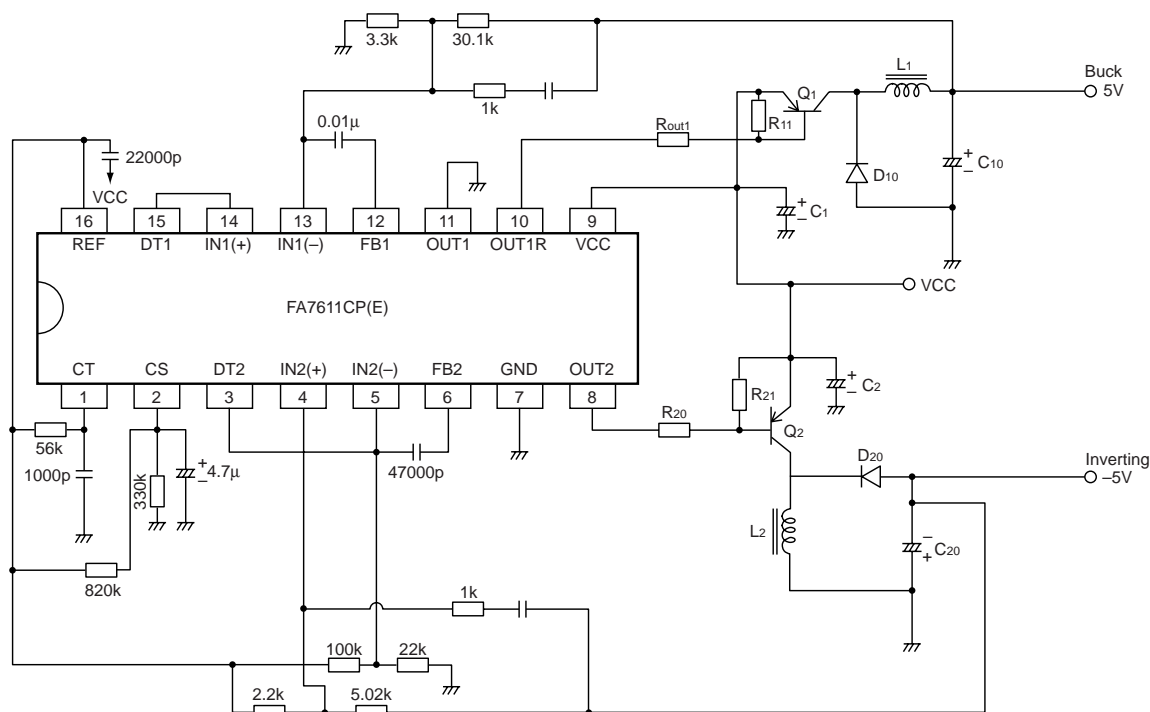 3.3k 30.1k
1k
0.01µ
22000p
VCC
Rout1
R11
Q1
L1
Buck
5V
D10
+
–
C10
+
–
C1
16 15 14 13 12 11 10 9
REF DT1 IN1(+) IN1(–) FB1 OUT1 OUT1R VCC
FA7611CP(E)
VCC
CT CS DT2 IN2(+) IN2(–) FB2 GND OUT2
1 2 3 4 5 6 7 8
56k
1000p
330k
+
–
4.7µ
47000p
R20
R21
Q2
+
–
C2
D20
Inverting
–5V
L2
–
+
C20
820k
1k
100k 22k
2.2k 5.02k